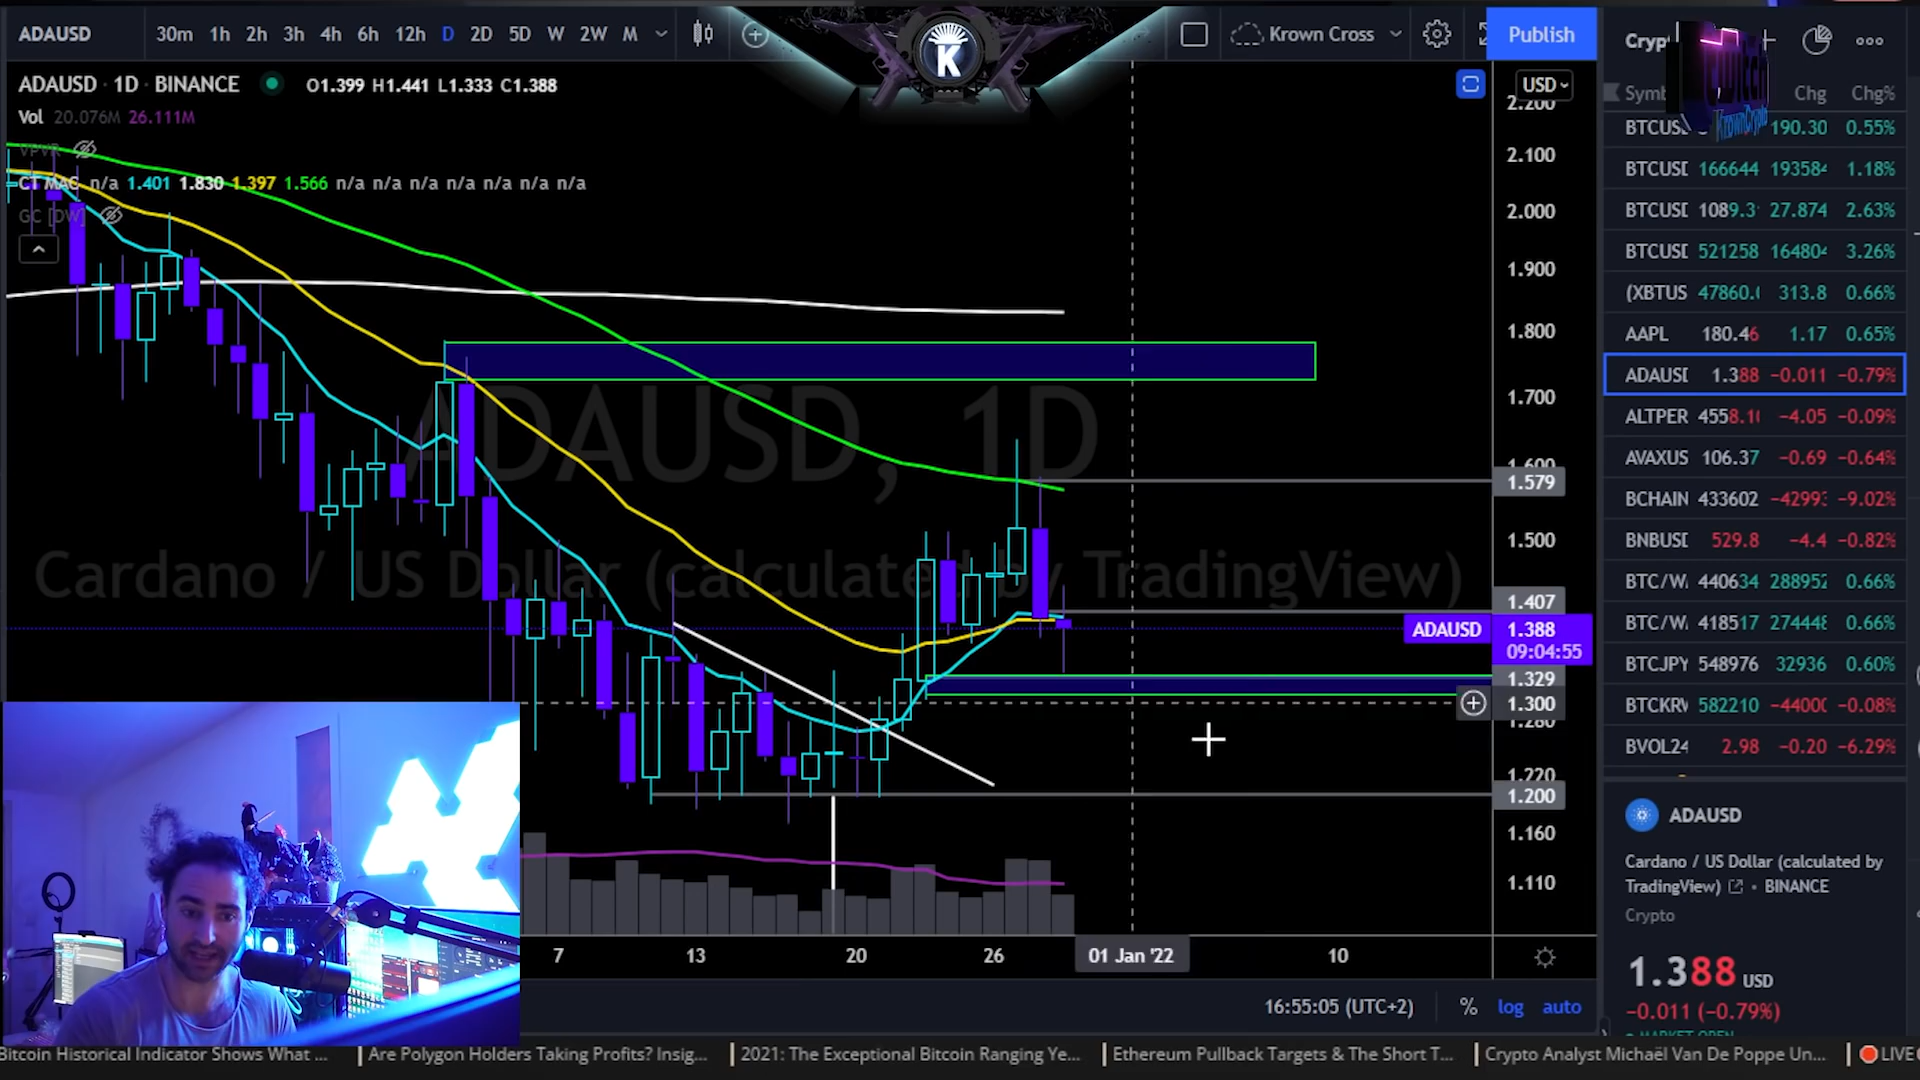 ADAUSD 30m 1h 2h 3h 4h 6h 12h D 2D 5D W 2W M K Krown Cross Publish
ADAUSD · 1D · BINANCE O1.399 H1.441 L1.333 C1.388
Vol 20.076M 26.111M
VPVR
CT MAC n/a 1.401 1.830 1.397 1.566 n/a n/a n/a n/a n/a n/a n/a
GC [DW]
ADAUSD, 1D
Cardano / US Dollar (calculated by TradingView)
USD
2.200
2.100
2.000
1.900
1.800
1.700
1.600
1.579
1.500
1.407
ADAUSD 1.388
09:04:55
1.329
1.300
1.280
1.220
1.200
1.160
1.110
7 13 20 26 01 Jan '22 10
16:55:05 (UTC+2) % log auto
Chg Chg%
190.30 0.55%
BTCUSD 166644 193584 1.18%
BTCUSD 1089.3 27.874 2.63%
BTCUSD 521258 164804 3.26%
(XBTUS 47860.0 313.8 0.66%
AAPL 180.46 1.17 0.65%
ADAUSD 1.388 −0.011 −0.79%
ALTPER 4558.10 −4.05 −0.09%
AVAXUS 106.37 −0.69 −0.64%
BCHAIN 433602 −42993 −9.02%
BNBUSD 529.8 −4.4 −0.82%
BTC/W 440634 288952 0.66%
BTC/W 418517 274448 0.66%
BTCJPY 548976 32936 0.60%
BTCKRW 582210 −44000 −0.08%
BVOL24 2.98 −0.20 −6.29%
ADAUSD
Cardano / US Dollar (calculated by
TradingView) • BINANCE
Crypto
1.388 USD
−0.011 (−0.79%)
MARKET OPEN
Bitcoin Historical Indicator Shows What ... Are Polygon Holders Taking Profits? Insig... 2021: The Exceptional Bitcoin Ranging Ye... Ethereum Pullback Targets & The Short T... Crypto Analyst Michaël Van De Poppe Un... LIVE